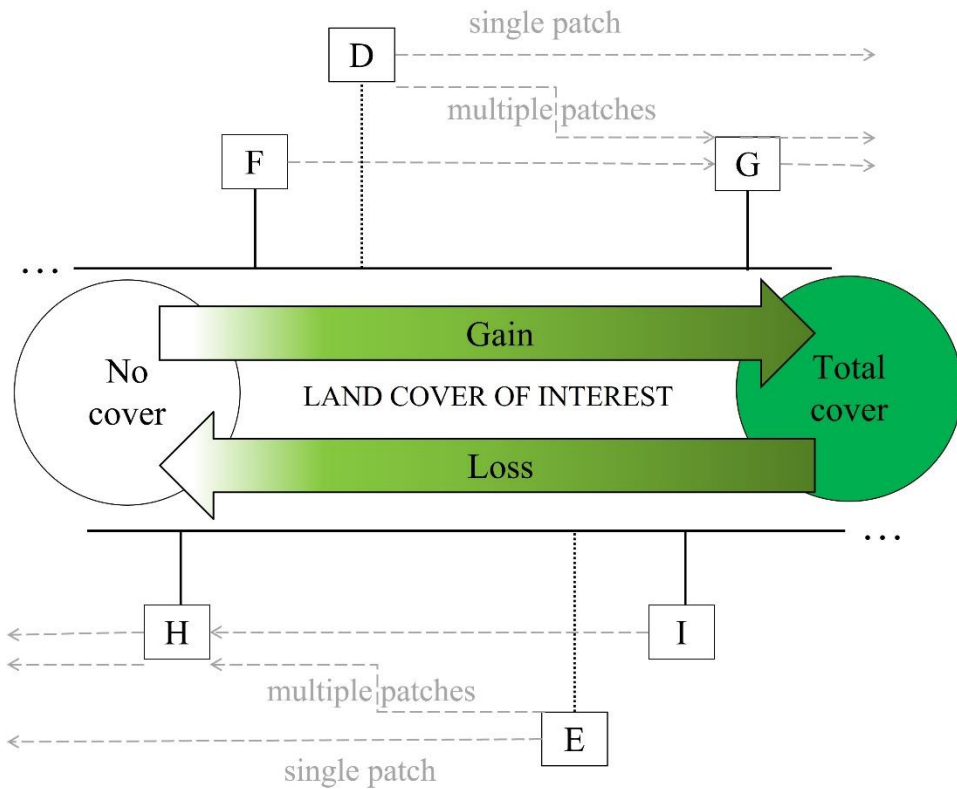 single patch
D
multiple patches
F
G
...
Gain
No
cover
LAND COVER OF INTEREST
Total
cover
Loss
...
H
I
multiple patches
E
single patch